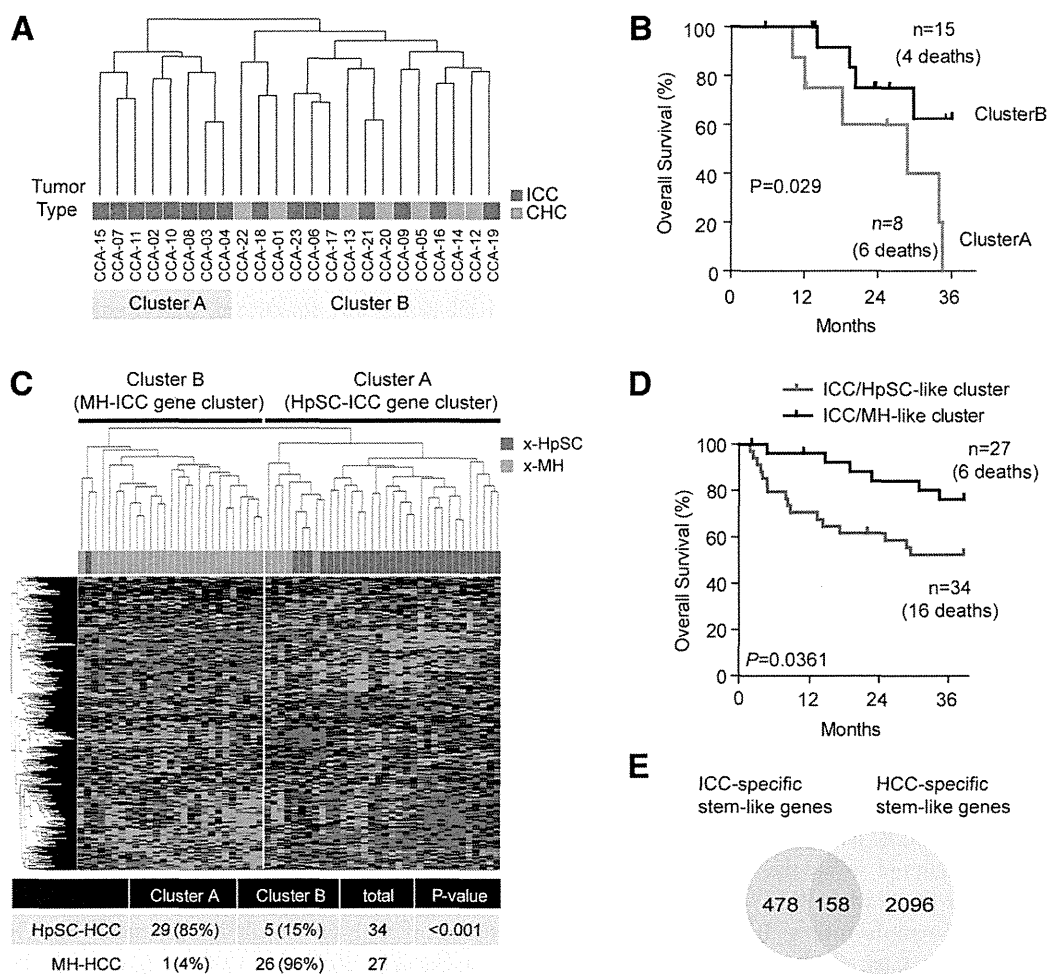 A
Tumor
Type
ICC
CHC
CCA-15
CCA-07
CCA-11
CCA-02
CCA-10
CCA-08
CCA-03
CCA-04
CCA-22
CCA-18
CCA-01
CCA-23
CCA-06
CCA-17
CCA-13
CCA-21
CCA-20
CCA-09
CCA-05
CCA-16
CCA-14
CCA-12
CCA-19
Cluster A
Cluster B
B
Overall Survival (%)
100
80
60
40
20
0
0 12 24 36
Months
n=15
(4 deaths)
ClusterB
P=0.029
n=8
(6 deaths)
ClusterA
C
Cluster B
(MH-ICC gene cluster)
Cluster A
(HpSC-ICC gene cluster)
x-HpSC
x-MH
Cluster A Cluster B total P-value
HpSC-HCC 29 (85%) 5 (15%) 34 <0.001
MH-HCC 1 (4%) 26 (96%) 27
D
ICC/HpSC-like cluster
ICC/MH-like cluster
Overall Survival (%)
100
80
60
40
20
0
0 12 24 36
Months
n=27
(6 deaths)
n=34
(16 deaths)
P=0.0361
E
ICC-specific
stem-like genes
HCC-specific
stem-like genes
478 158 2096